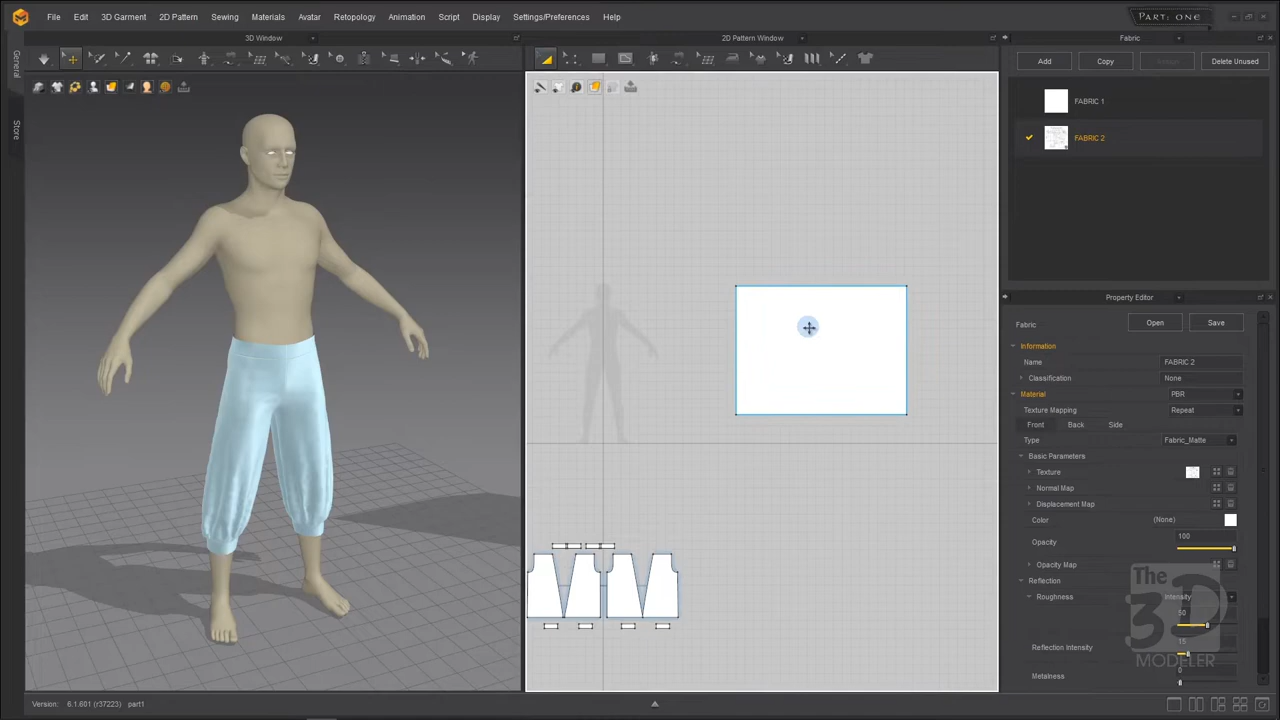 File Edit 3D Garment 2D Pattern Sewing Materials Avatar Retopology Animation Script Display Settings/Preferences Help
PART: ONE
3D Window
2D Pattern Window
Fabric
General
Store
Add Copy Delete Unused
FABRIC 1
FABRIC 2
Property Editor
Fabric Open Save
Information
Name FABRIC 2
Classification None
Material PBR
Texture Mapping Repeat
Front Back Side
Type Fabric_Matte
Basic Parameters
Texture
Normal Map
Displacement Map
Color (None)
Opacity 100
Opacity Map
Reflection
Roughness Intensity
50
Reflection Intensity 15
Metalness 0
The
3D
MODELER
Version: 6.1.601 (r37223) part1